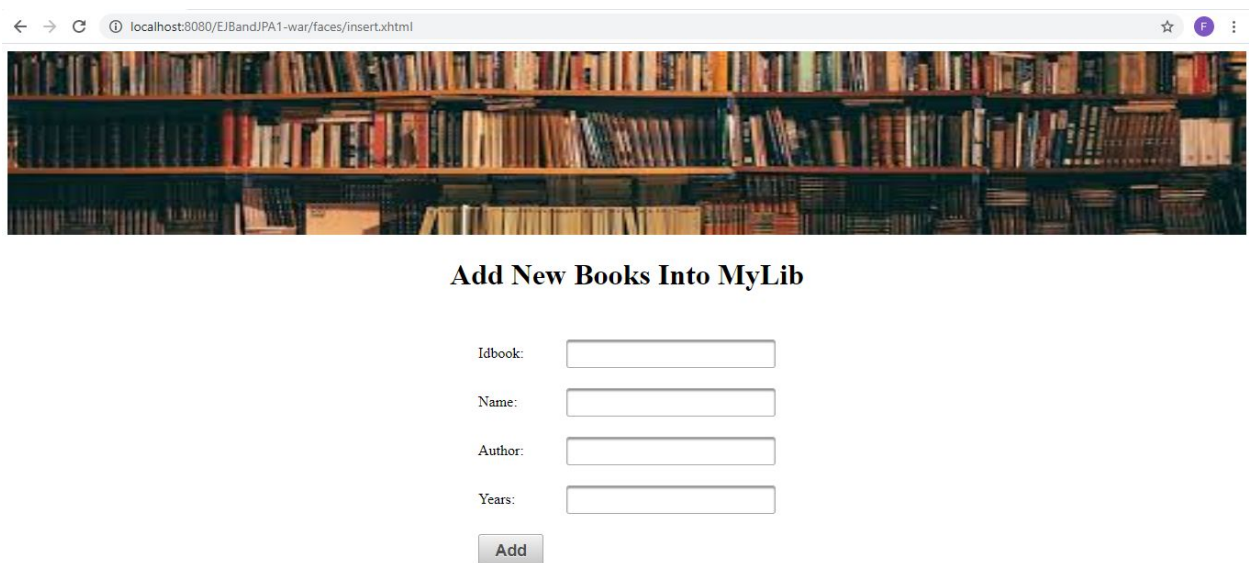 localhost:8080/EJBandJPA1-war/faces/insert.xhtml
F
Add New Books Into MyLib
Idbook:
Name:
Author:
Years:
Add